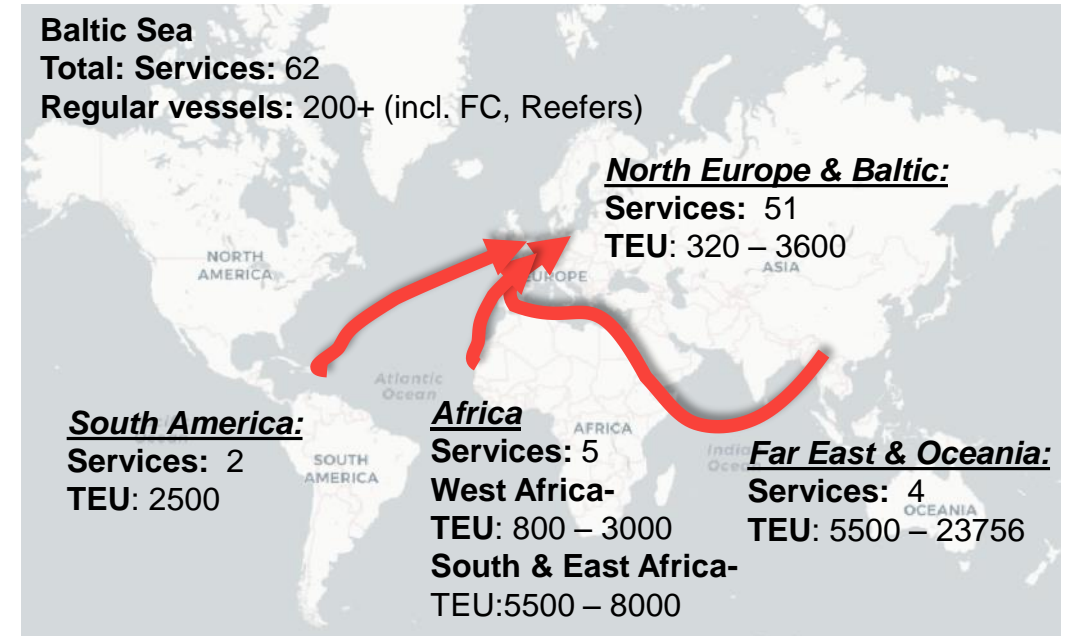 Baltic Sea
Total: Services: 62
Regular vessels: 200+ (incl. FC, Reefers)
North Europe & Baltic:
Services:  51
TEU: 320 – 3600
NORTH
AMERICA
ASIA
EUROPE
Atlantic
Ocean
South America:
Services:  2
TEU: 2500
SOUTH
AMERICA
Africa
Services: 5
West Africa-
TEU: 800 – 3000
South & East Africa-
TEU:5500 – 8000
AFRICA
Far East & Oceania:
Services:  4
TEU: 5500 – 23756
OCEANIA